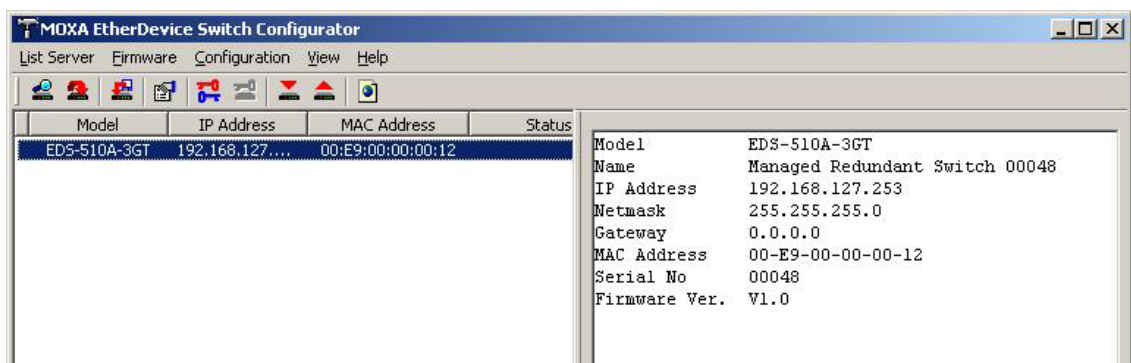 MOXA EtherDevice Switch Configurator
List Server Firmware Configuration View Help
Model IP Address MAC Address Status
EDS-510A-3GT 192.168.127.... 00:E9:00:00:00:12
Model EDS-510A-3GT
Name Managed Redundant Switch 00048
IP Address 192.168.127.253
Netmask 255.255.255.0
Gateway 0.0.0.0
MAC Address 00-E9-00-00-00-12
Serial No 00048
Firmware Ver. V1.0